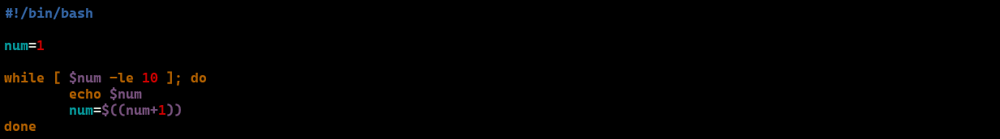 #!/bin/bash
num=1
while [ $num -le 10 ]; do
        echo $num
        num=$((num+1))
done